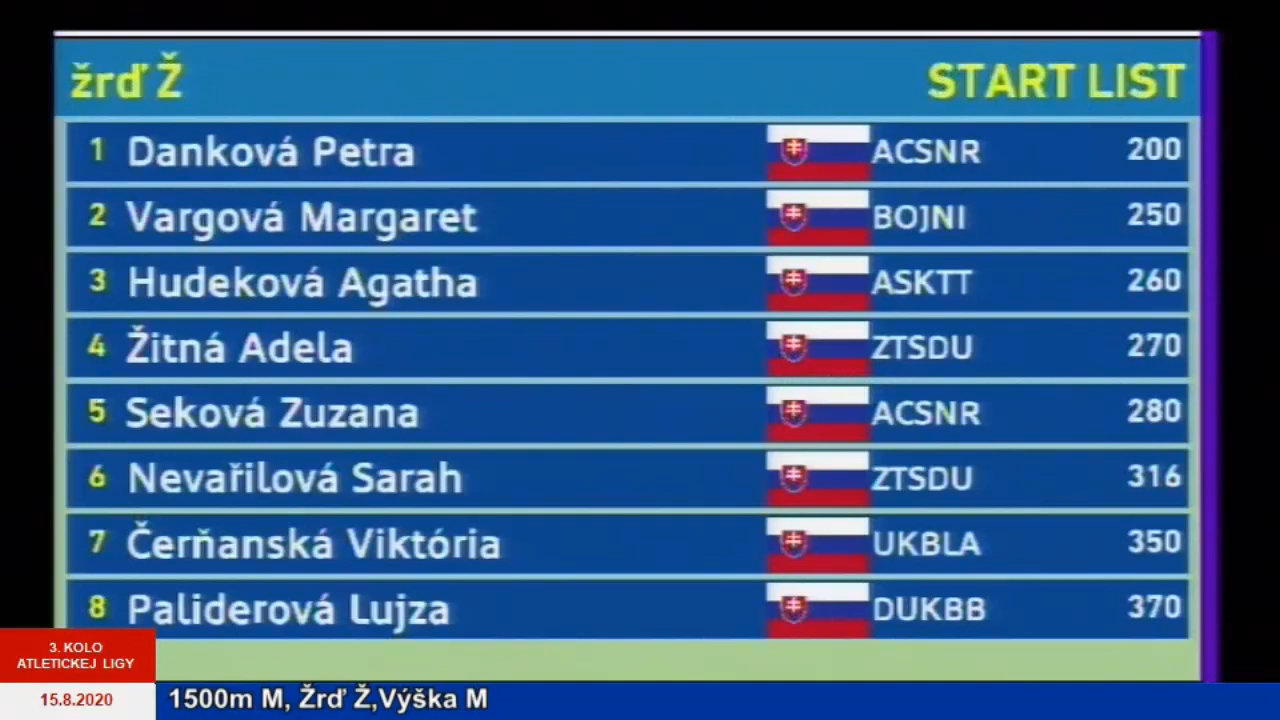 žrď Ž START LIST
1 Danková Petra ACSNR 200
2 Vargová Margaret BOJNI 250
3 Hudeková Agatha ASKTT 260
4 Žitná Adela ZTSDU 270
5 Seková Zuzana ACSNR 280
6 Nevařilová Sarah ZTSDU 316
7 Čerňanská Viktória UKBLA 350
8 Paliderová Lujza DUKBB 370
3. KOLO
ATLETICKEJ LIGY
15.8.2020 1500m M, Žrď Ž,Výška M